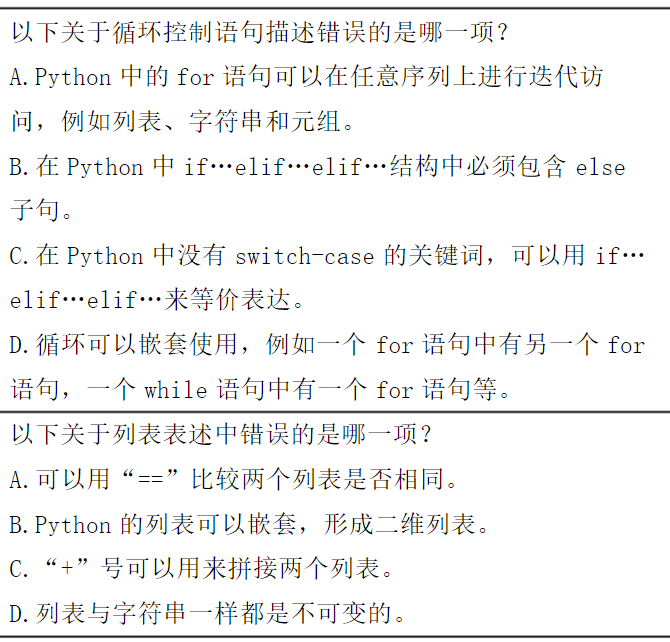 以下关于循环控制语句描述错误的是哪一项？
A.Python 中的 for 语句可以在任意序列上进行迭代访
问，例如列表、字符串和元组。
B.在 Python 中 if…elif…elif…结构中必须包含 else
子句。
C.在 Python 中没有 switch-case 的关键词，可以用 if…
elif…elif…来等价表达。
D.循环可以嵌套使用，例如一个 for 语句中有另一个 for
语句，一个 while 语句中有一个 for 语句等。
以下关于列表表述中错误的是哪一项？
A.可以用“==”比较两个列表是否相同。
B.Python 的列表可以嵌套，形成二维列表。
C.“+”号可以用来拼接两个列表。
D.列表与字符串一样都是不可变的。